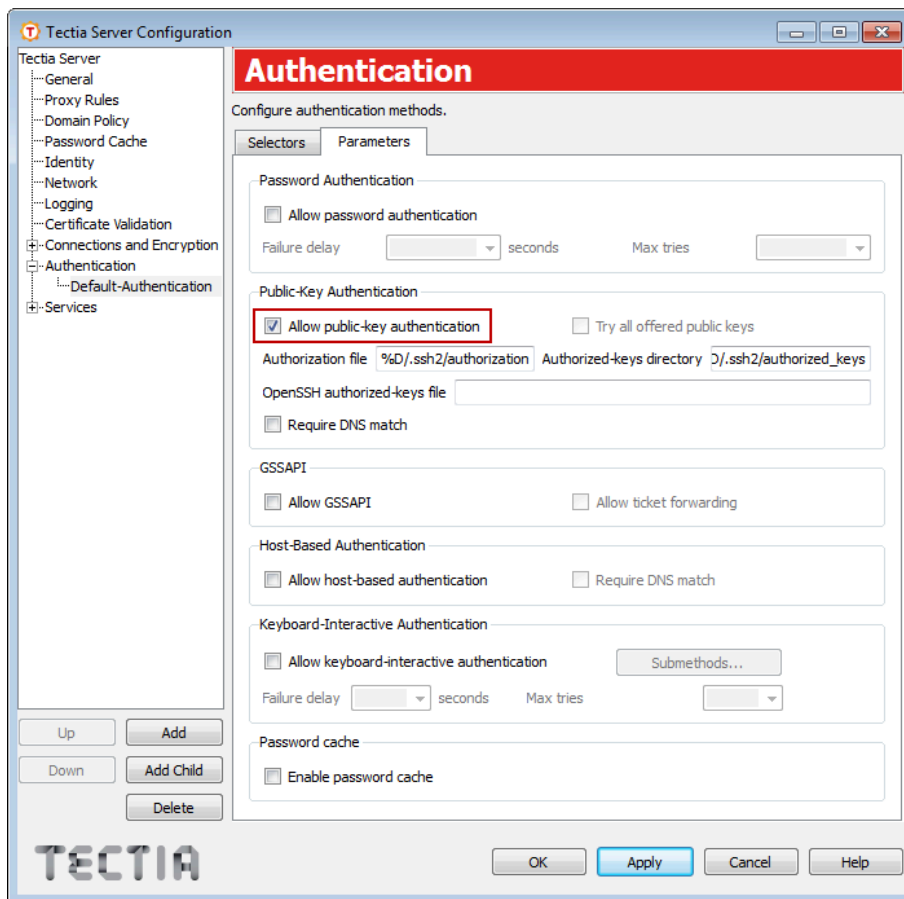 Tectia Server Configuration
Tectia Server
General
Proxy Rules
Domain Policy
Password Cache
Identity
Network
Logging
Certificate Validation
Connections and Encryption
Authentication
Default-Authentication
Services
Up
Add
Down
Add Child
Delete
Authentication
Configure authentication methods.
Selectors
Parameters
Password Authentication
Allow password authentication
Failure delay
seconds
Max tries
Public-Key Authentication
Allow public-key authentication
Try all offered public keys
Authorization file
%D/.ssh2/authorization
Authorized-keys directory
D/.ssh2/authorized_keys
OpenSSH authorized-keys file
Require DNS match
GSSAPI
Allow GSSAPI
Allow ticket forwarding
Host-Based Authentication
Allow host-based authentication
Require DNS match
Keyboard-Interactive Authentication
Allow keyboard-interactive authentication
Submethods...
Failure delay
seconds
Max tries
Password cache
Enable password cache
TECTIA
OK
Apply
Cancel
Help